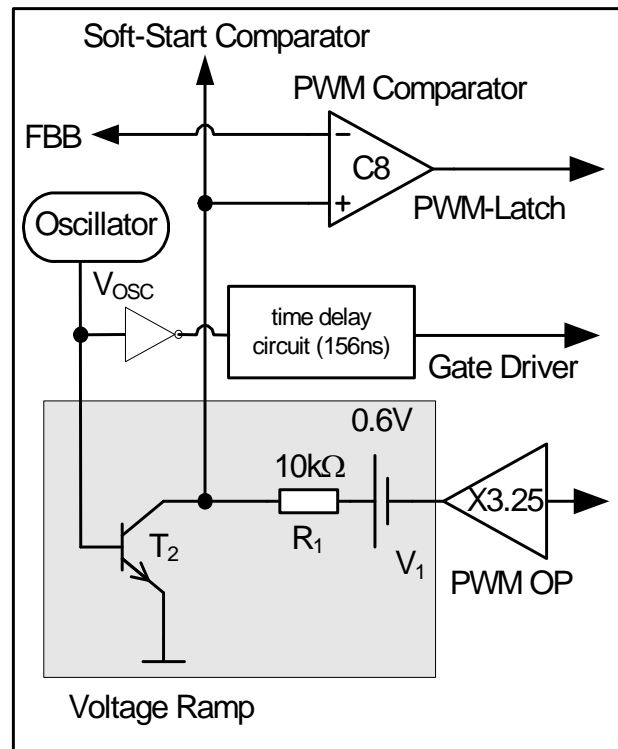 Soft-Start Comparator
PWM Comparator
FBB
C8
PWM-Latch
Oscillator
VOSC
time delay
circuit (156ns)
Gate Driver
0.6V
10kΩ
X3.25
R1
T2
V1
PWM OP
Voltage Ramp